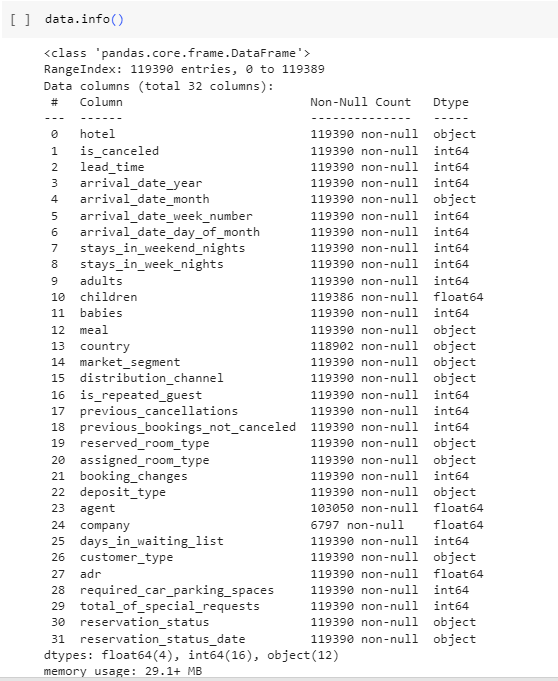 [ ] data.info()
<class 'pandas.core.frame.DataFrame'>
RangeIndex: 119390 entries, 0 to 119389
Data columns (total 32 columns):
 #   Column                          Non-Null Count   Dtype
---  ------                          --------------   -----
 0   hotel                           119390 non-null  object
 1   is_canceled                     119390 non-null  int64
 2   lead_time                       119390 non-null  int64
 3   arrival_date_year               119390 non-null  int64
 4   arrival_date_month              119390 non-null  object
 5   arrival_date_week_number        119390 non-null  int64
 6   arrival_date_day_of_month       119390 non-null  int64
 7   stays_in_weekend_nights         119390 non-null  int64
 8   stays_in_week_nights            119390 non-null  int64
 9   adults                          119390 non-null  int64
 10  children                        119386 non-null  float64
 11  babies                          119390 non-null  int64
 12  meal                            119390 non-null  object
 13  country                         118902 non-null  object
 14  market_segment                  119390 non-null  object
 15  distribution_channel            119390 non-null  object
 16  is_repeated_guest               119390 non-null  int64
 17  previous_cancellations          119390 non-null  int64
 18  previous_bookings_not_canceled  119390 non-null  int64
 19  reserved_room_type              119390 non-null  object
 20  assigned_room_type              119390 non-null  object
 21  booking_changes                 119390 non-null  int64
 22  deposit_type                    119390 non-null  object
 23  agent                           103050 non-null  float64
 24  company                         6797 non-null    float64
 25  days_in_waiting_list            119390 non-null  int64
 26  customer_type                   119390 non-null  object
 27  adr                             119390 non-null  float64
 28  required_car_parking_spaces     119390 non-null  int64
 29  total_of_special_requests       119390 non-null  int64
 30  reservation_status              119390 non-null  object
 31  reservation_status_date         119390 non-null  object
dtypes: float64(4), int64(16), object(12)
memory usage: 29.1+ MB